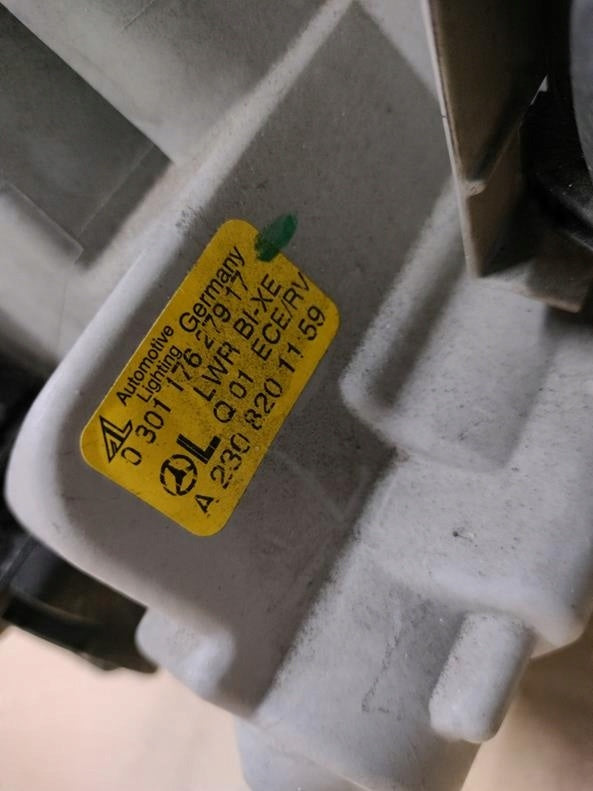 AL Automotive Lighting Germany
0 301 176 279 17
L LWR BI-XE
Q 01 ECE/RV
A 230 820 11 59